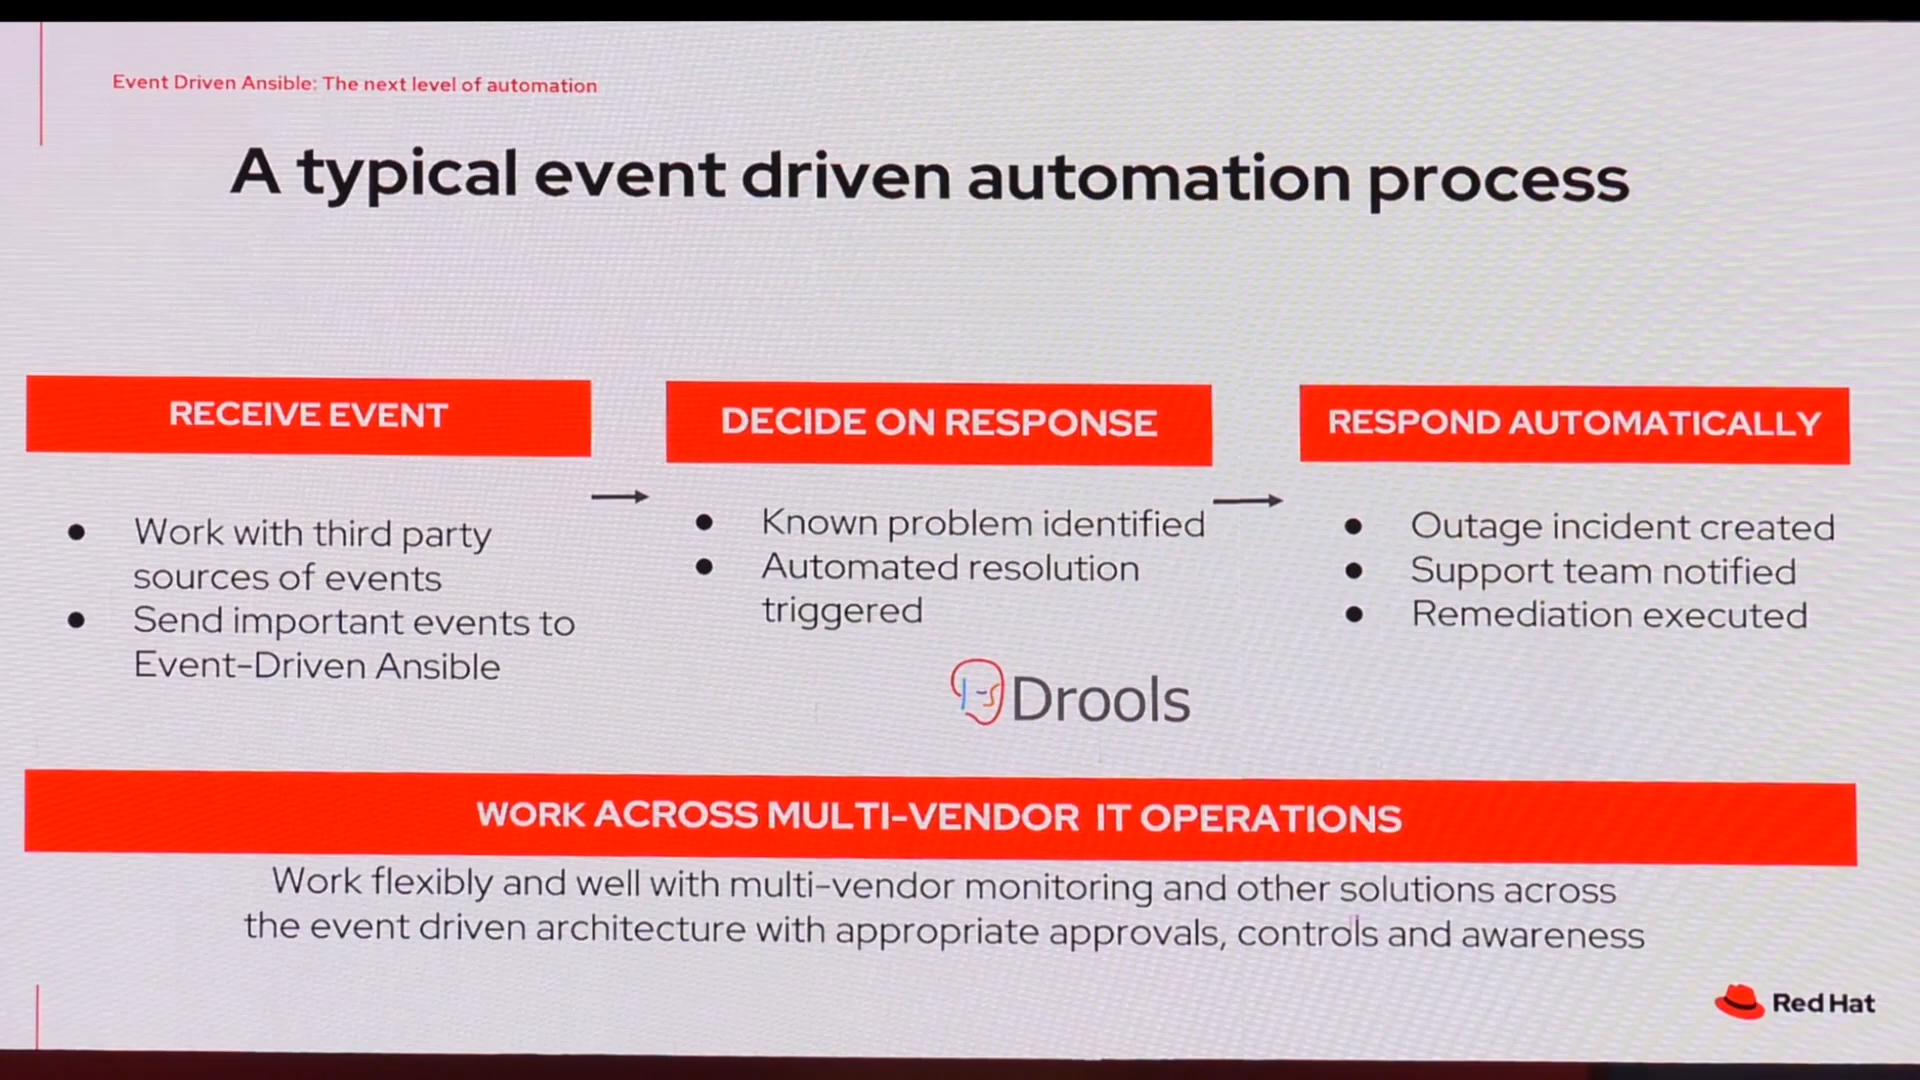 Event Driven Ansible: The next level of automation
A typical event driven automation process
RECEIVE EVENT
Work with third party
sources of events
Send important events to
Event-Driven Ansible
DECIDE ON RESPONSE
Known problem identified
Automated resolution
triggered
Drools
RESPOND AUTOMATICALLY
Outage incident created
Support team notified
Remediation executed
WORK ACROSS MULTI-VENDOR IT OPERATIONS
Work flexibly and well with multi-vendor monitoring and other solutions across
the event driven architecture with appropriate approvals, controls and awareness
Red Hat